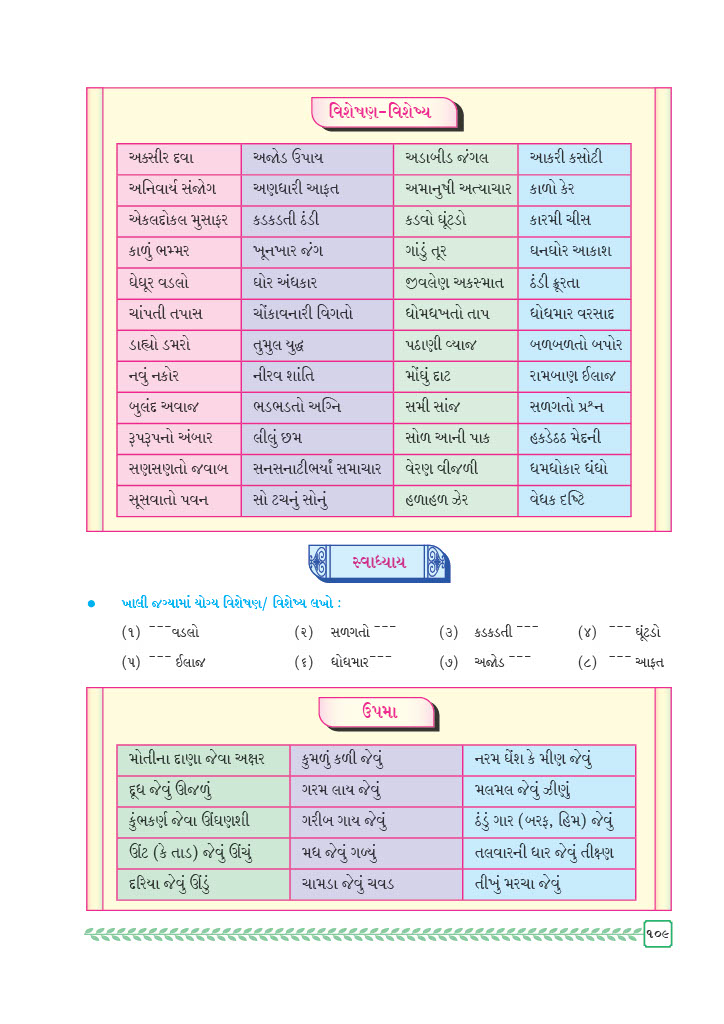 વિશેષણ-વિશેષ્ય
અક્સીર દવા અજોડ ઉપાય અડાબીડ જંગલ આકરી કસોટી
અનિવાર્ય સંજોગ અણધારી આફત અમાનુષી અત્યાચાર કાળો કેર
એકલદોકલ મુસાફર કડકડતી ઠંડી કડવો ઘૂંટડો કારમી ચીસ
કાળું ભમ્મર ખૂનખાર જંગ ગાંડું તૂર ઘનઘોર આકાશ
ઘેઘૂર વડલો ઘોર અંધકાર જીવલેણ અકસ્માત ઠંડી ક્રૂરતા
ચાંપતી તપાસ ચોંકાવનારી વિગતો ધોમધખતો તાપ ધોધમાર વરસાદ
ડાહ્યો ડમરો તુમુલ યુદ્ધ પઠાણી વ્યાજ બળબળતો બપોર
નવું નકોર નીરવ શાંતિ મોંઘું દાટ રામબાણ ઈલાજ
બુલંદ અવાજ ભડભડતો અગ્નિ સમી સાંજ સળગતો પ્રશ્ન
રૂપરૂપનો અંબાર લીલું છમ સોળ આની પાક હકડેઠઠ મેદની
સણસણતો જવાબ સનસનાટીભર્યાં સમાચાર વેરણ વીજળી ધમધોકાર ધંધો
સૂસવાતો પવન સો ટચનું સોનું હળાહળ ઝેર વેધક દષ્ટિ
સ્વાધ્યાય
● ખાલી જગ્યામાં યોગ્ય વિશેષણ/ વિશેષ્ય લખો :
(૧) ---વડલો (૨) સળગતો --- (૩) કડકડતી --- (૪) --- ઘૂંટડો
(૫) --- ઈલાજ (૬) ધોધમાર--- (૭) અજોડ --- (૮) --- આફત
ઉપમા
મોતીના દાણા જેવા અક્ષર કુમળું કળી જેવું નરમ ઘેંશ કે મીણ જેવું
દૂધ જેવું ઊજળું ગરમ લાય જેવું મલમલ જેવું ઝીણું
કુંભકર્ણ જેવા ઊંઘણશી ગરીબ ગાય જેવું ઠંડું ગાર (બરફ, હિમ) જેવું
ઊંટ (કે તાડ) જેવું ઊંચું મધ જેવું ગળ્યું તલવારની ધાર જેવું તીક્ષ્ણ
દરિયા જેવું ઊંડું ચામડા જેવું ચવડ તીખું મરચા જેવું
૧૦૯